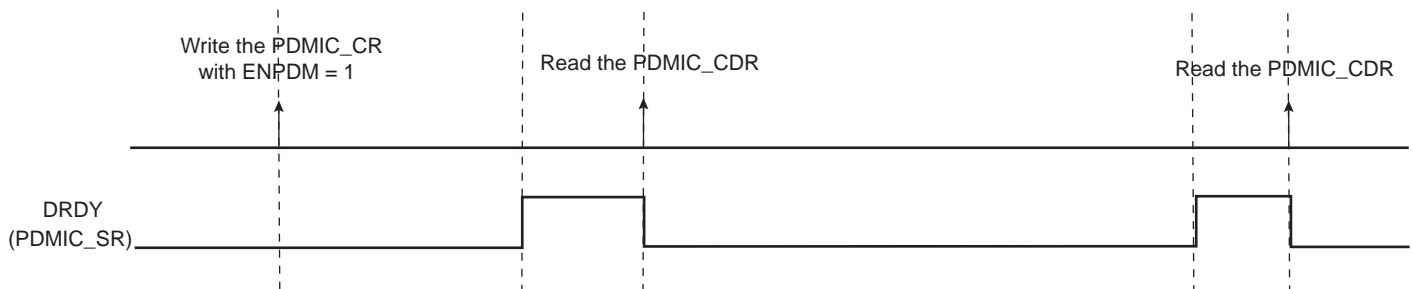 Write the PDMIC_CR
with ENPDM = 1
Read the PDMIC_CDR
Read the PDMIC_CDR
DRDY
(PDMIC_SR)